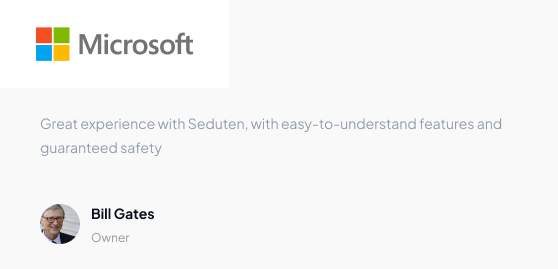 Microsoft
Great experience with Seduten, with easy-to-understand features and
guaranteed safety
Bill Gates
Owner